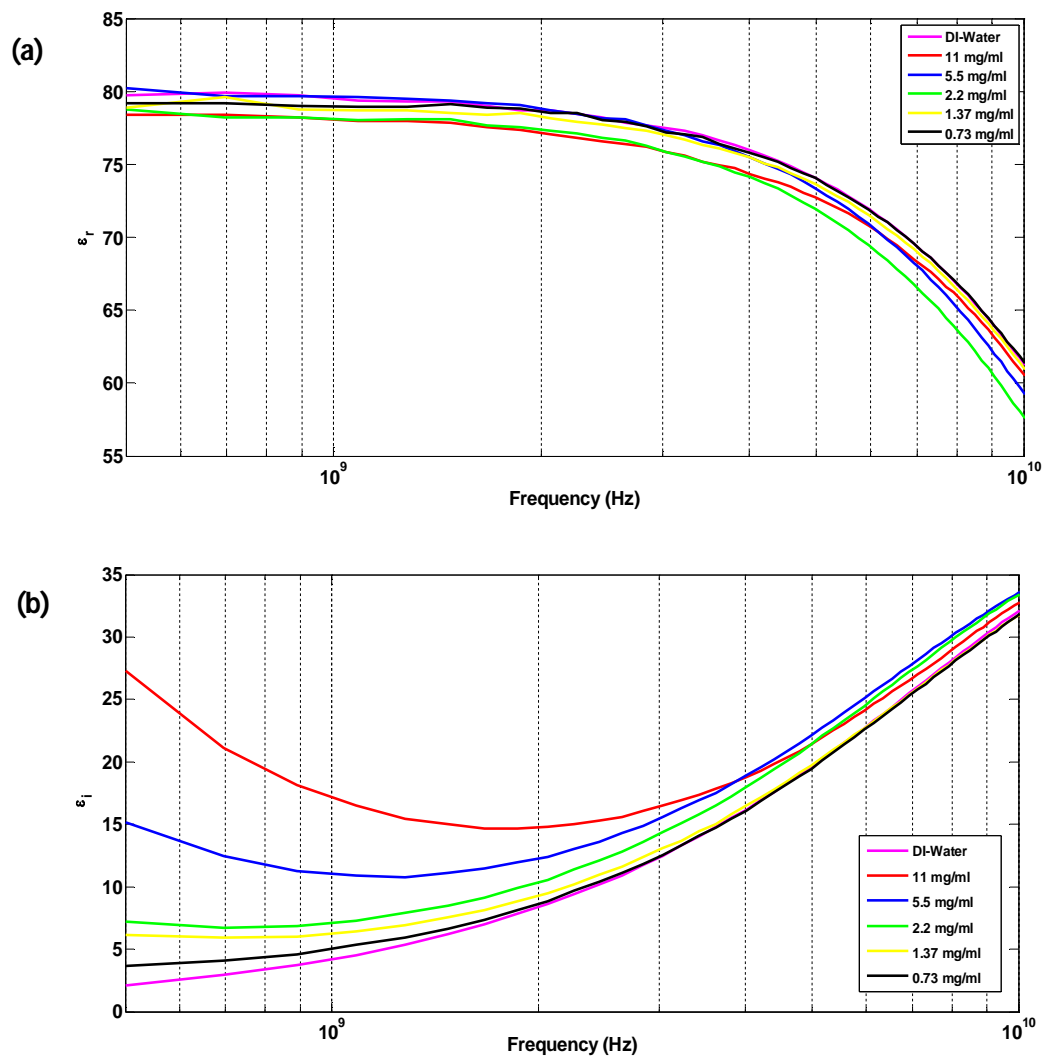 (a)
85
80
75
70
65
60
55
ε_r
10^9
10^10
Frequency (Hz)
DI-Water
11 mg/ml
5.5 mg/ml
2.2 mg/ml
1.37 mg/ml
0.73 mg/ml
(b)
35
30
25
20
15
10
5
0
ε_i
10^9
10^10
Frequency (Hz)
DI-Water
11 mg/ml
5.5 mg/ml
2.2 mg/ml
1.37 mg/ml
0.73 mg/ml